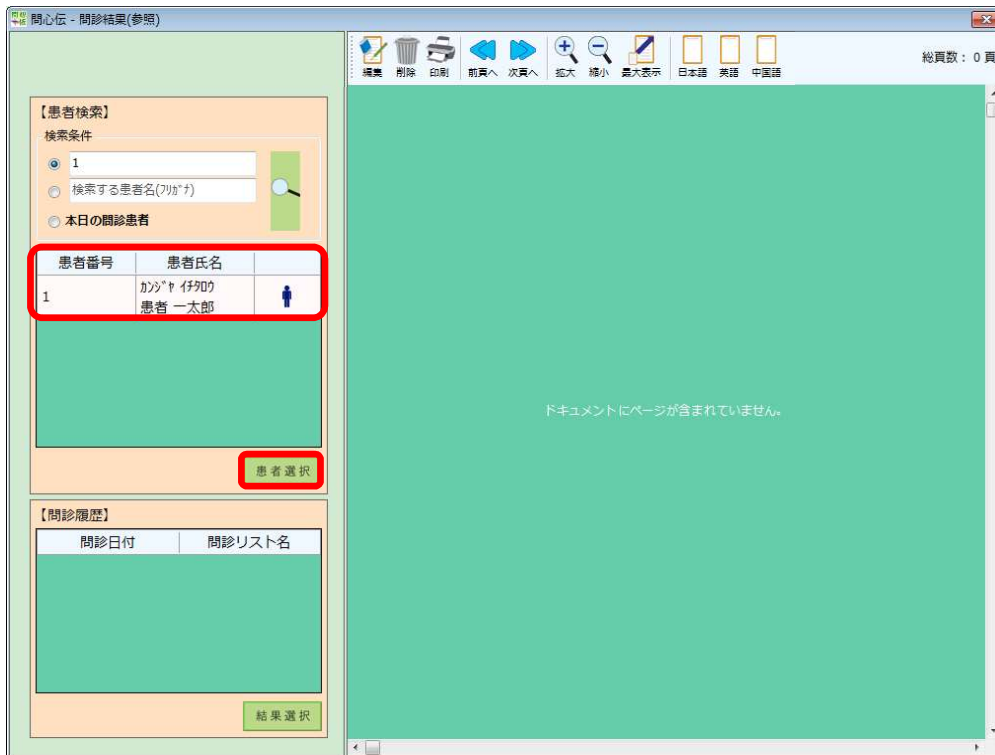 問心伝 - 問診結果(参照)
編集 削除 印刷 前頁へ 次頁へ 拡大 縮小 最大表示 日本語 英語 中国語
総頁数： 0 頁
【患者検索】
検索条件
1
検索する患者名(ﾌﾘｶﾞﾅ)
本日の問診患者
患者番号 患者氏名
1
ｶﾝｼﾞｬ ｲﾁﾀﾛｳ
患者 一太郎
患者選択
【問診履歴】
問診日付 問診リスト名
結果選択
ドキュメントにページが含まれていません。